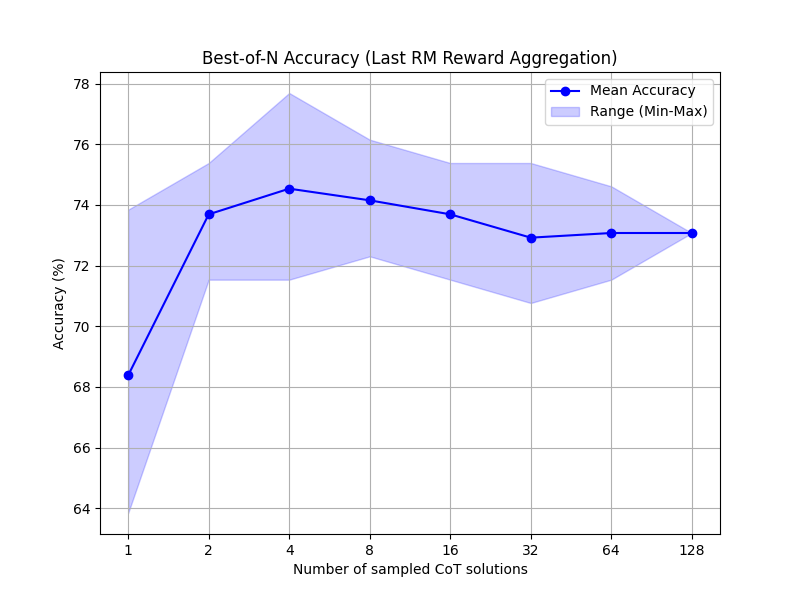 Best-of-N Accuracy (Last RM Reward Aggregation)
Mean Accuracy
Range (Min-Max)
Accuracy (%)
78
76
74
72
70
68
66
64
1 2 4 8 16 32 64 128
Number of sampled CoT solutions